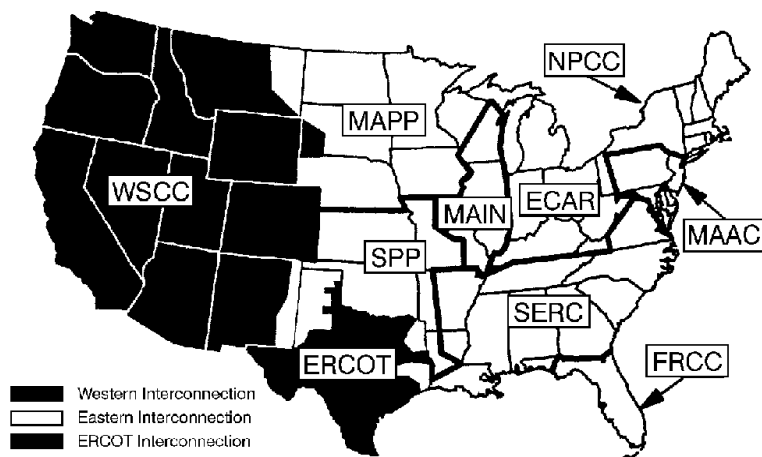 NPCC
MAPP
WSCC
MAIN
ECAR
MAAC
SPP
SERC
ERCOT
FRCC
Western Interconnection
Eastern Interconnection
ERCOT Interconnection